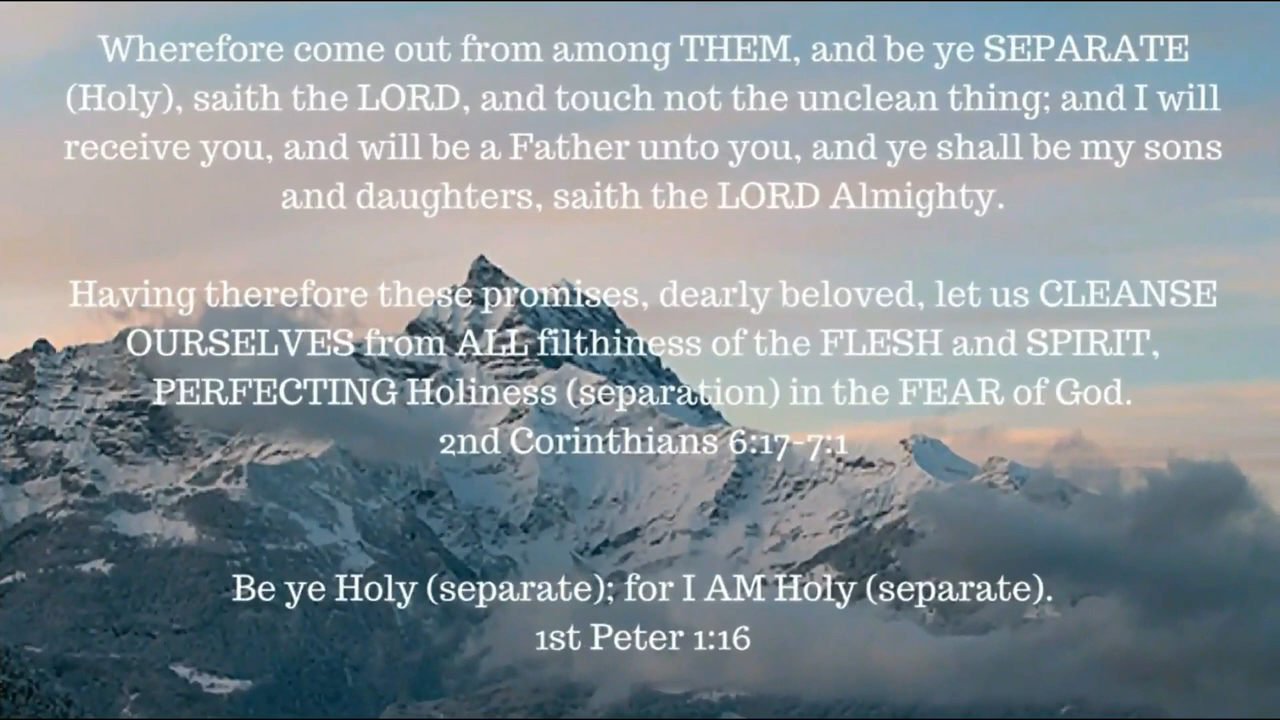 Wherefore come out from among THEM, and be ye SEPARATE
(Holy), saith the LORD, and touch not the unclean thing; and I will
receive you, and will be a Father unto you, and ye shall be my sons
and daughters, saith the LORD Almighty.
Having therefore these promises, dearly beloved, let us CLEANSE
OURSELVES from ALL filthiness of the FLESH and SPIRIT,
PERFECTING Holiness (separation) in the FEAR of God.
2nd Corinthians 6:17-7:1
Be ye Holy (separate); for I AM Holy (separate).
1st Peter 1:16